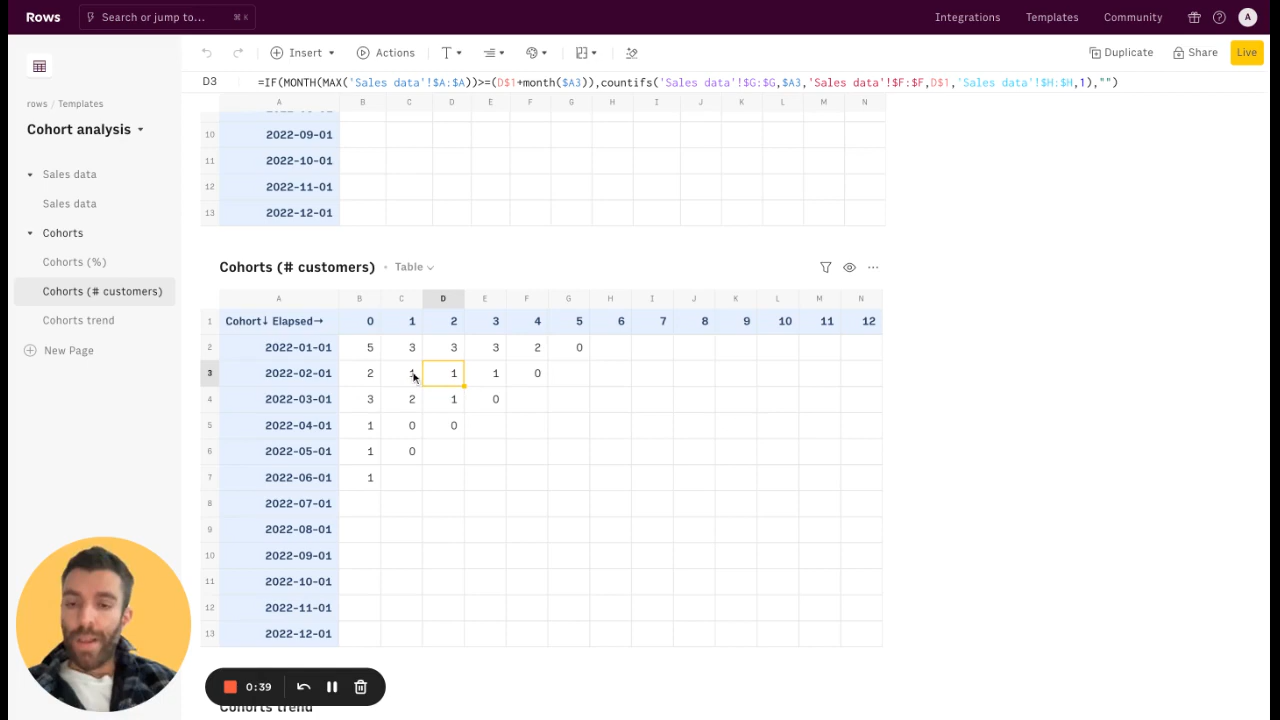 Rows
Search or jump to... ⌘ K
Integrations
Templates
Community
A
Insert
Actions
Duplicate
Share
Live
D3
=IF(MONTH(MAX('Sales data'!$A:$A))>=(D$1+month($A3)),countifs('Sales data'!$G:$G,$A3,'Sales data'!$F:$F,D$1,'Sales data'!$H:$H,1),"")
rows / Templates
Cohort analysis
Sales data
Sales data
Cohorts
Cohorts (%)
Cohorts (# customers)
Cohorts trend
New Page
A B C D E F G H I J K L M N
10 2022-09-01
11 2022-10-01
12 2022-11-01
13 2022-12-01
Cohorts (# customers) • Table
A B C D E F G H I J K L M N
1 Cohort↓ Elapsed→ 0 1 2 3 4 5 6 7 8 9 10 11 12
2 2022-01-01 5 3 3 3 2 0
3 2022-02-01 2 1 1 1 0
4 2022-03-01 3 2 1 0
5 2022-04-01 1 0 0
6 2022-05-01 1 0
7 2022-06-01 1
8 2022-07-01
9 2022-08-01
10 2022-09-01
11 2022-10-01
12 2022-11-01
13 2022-12-01
0:39
Cohorts trend